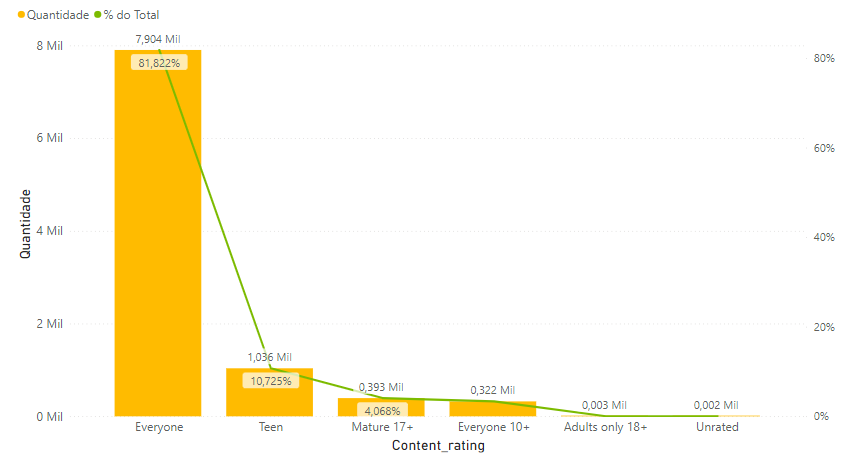 Quantidade % do Total
7,904 Mil
8 Mil
81,822%
80%
6 Mil
60%
Quantidade
4 Mil
40%
2 Mil
20%
1,036 Mil
10,725%
0,393 Mil
0,322 Mil
4,068%
0,003 Mil
0,002 Mil
0 Mil
0%
Everyone
Teen
Mature 17+
Everyone 10+
Adults only 18+
Unrated
Content_rating